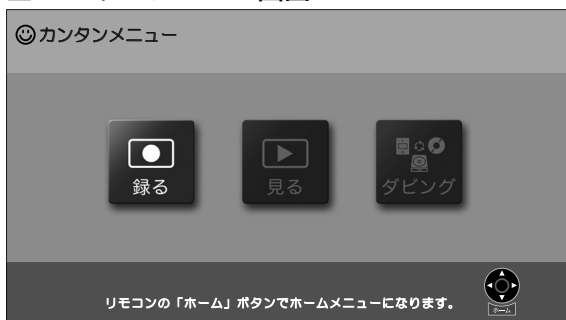 カンタンメニュー
録る
見る
ダビング
リモコンの「ホーム」ボタンでホームメニューになります。
ホーム